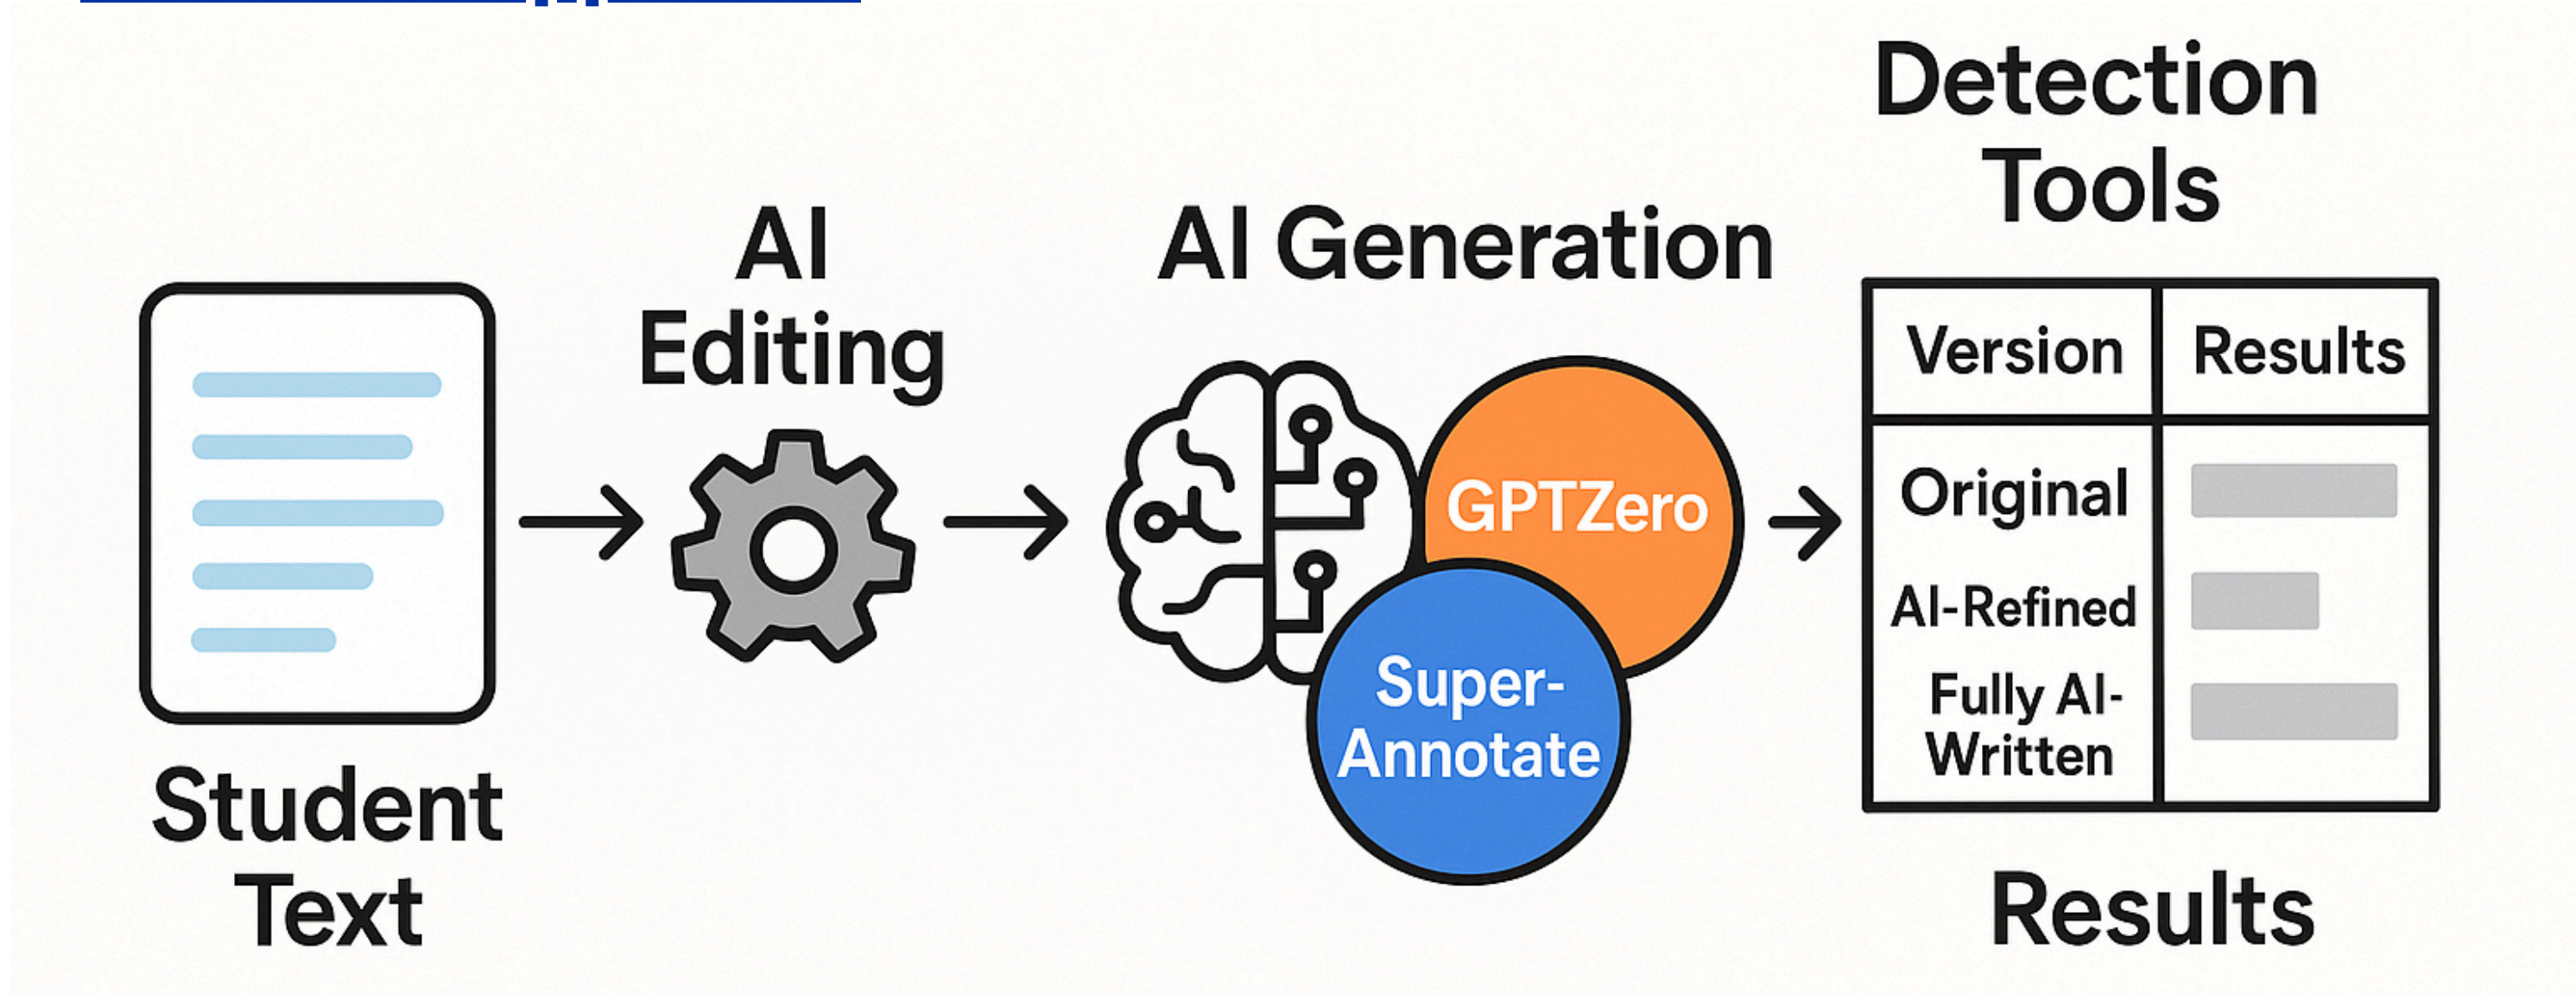 Student
Text
AI
Editing
AI Generation
GPTZero
Super-
Annotate
Detection
Tools
Version
Results
Original
AI-Refined
Fully AI-
Written
Results